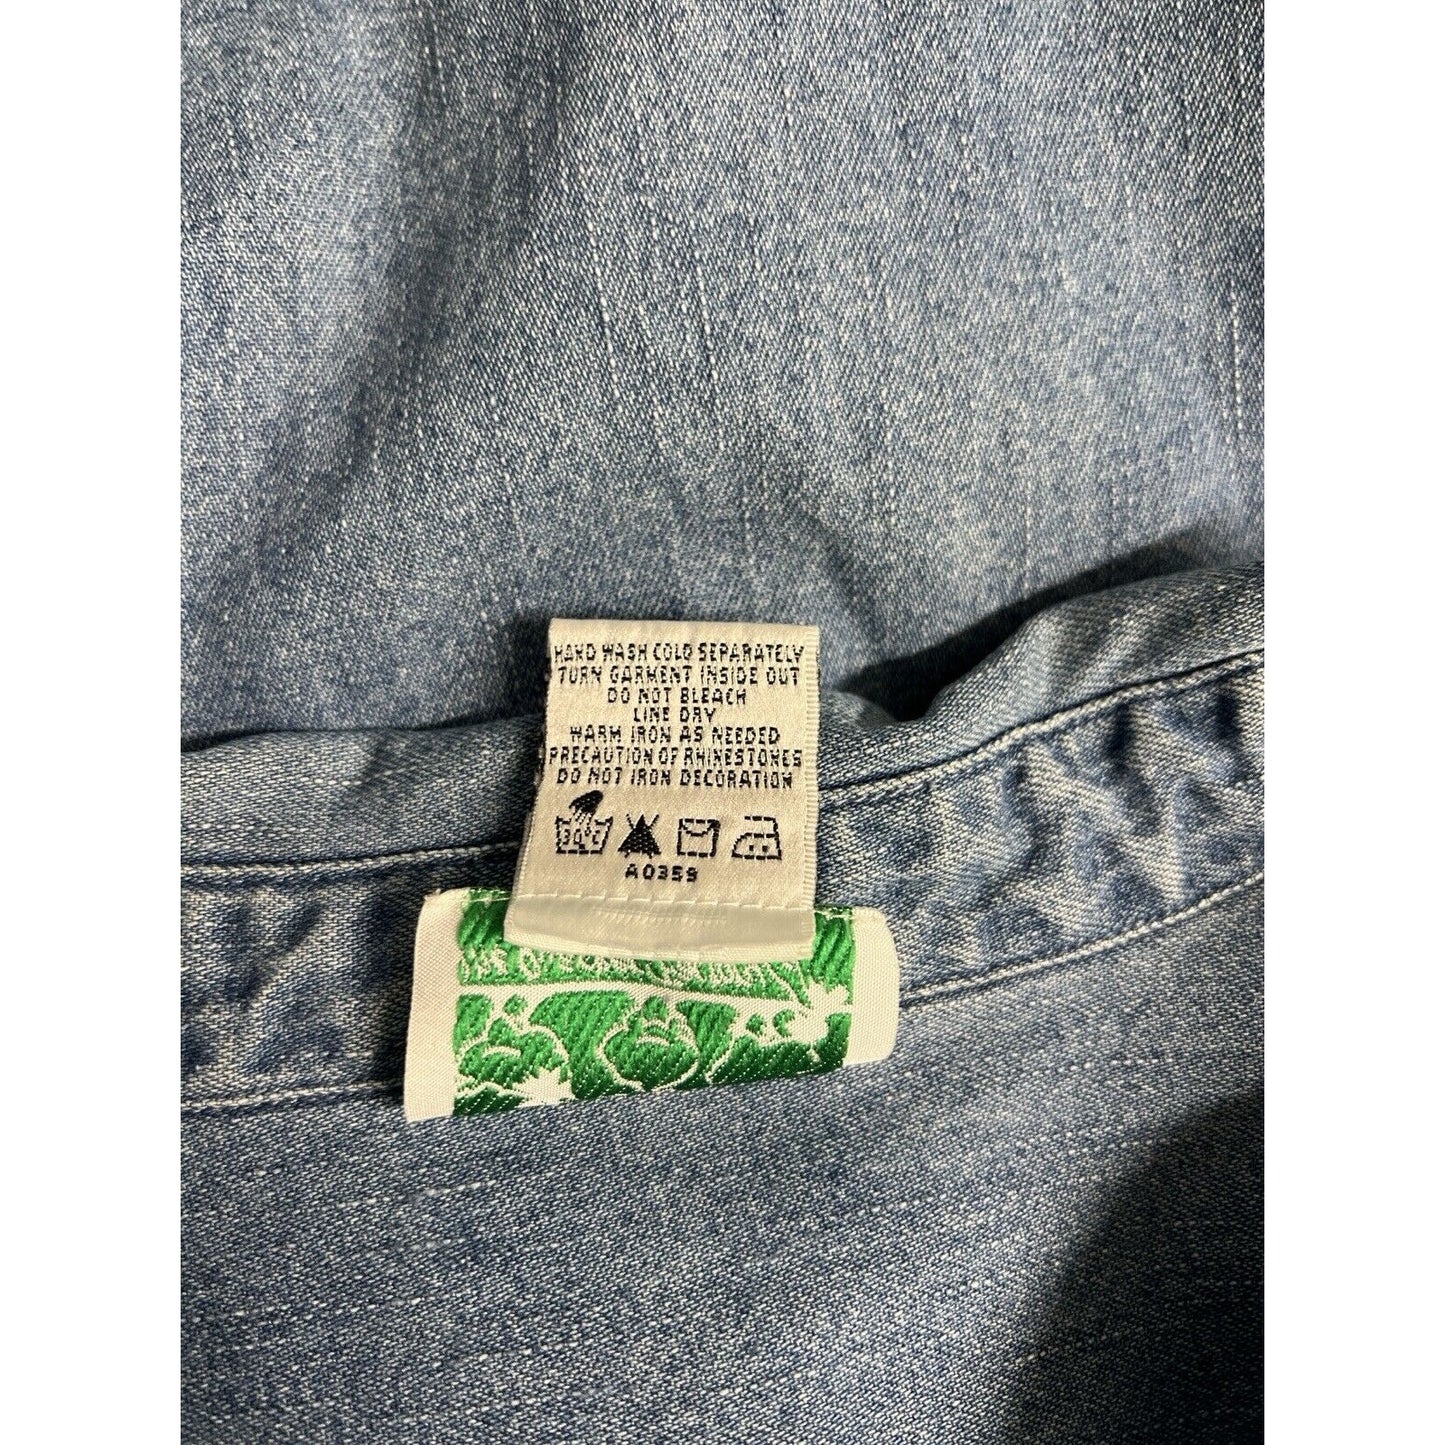 HAND WASH COLD SEPARATELY
TURN GARMENT INSIDE OUT
DO NOT BLEACH
LINE DRY
WARM IRON AS NEEDED
PRECAUTION OF RHINESTONES
DO NOT IRON DECORATION
30°C
A0359